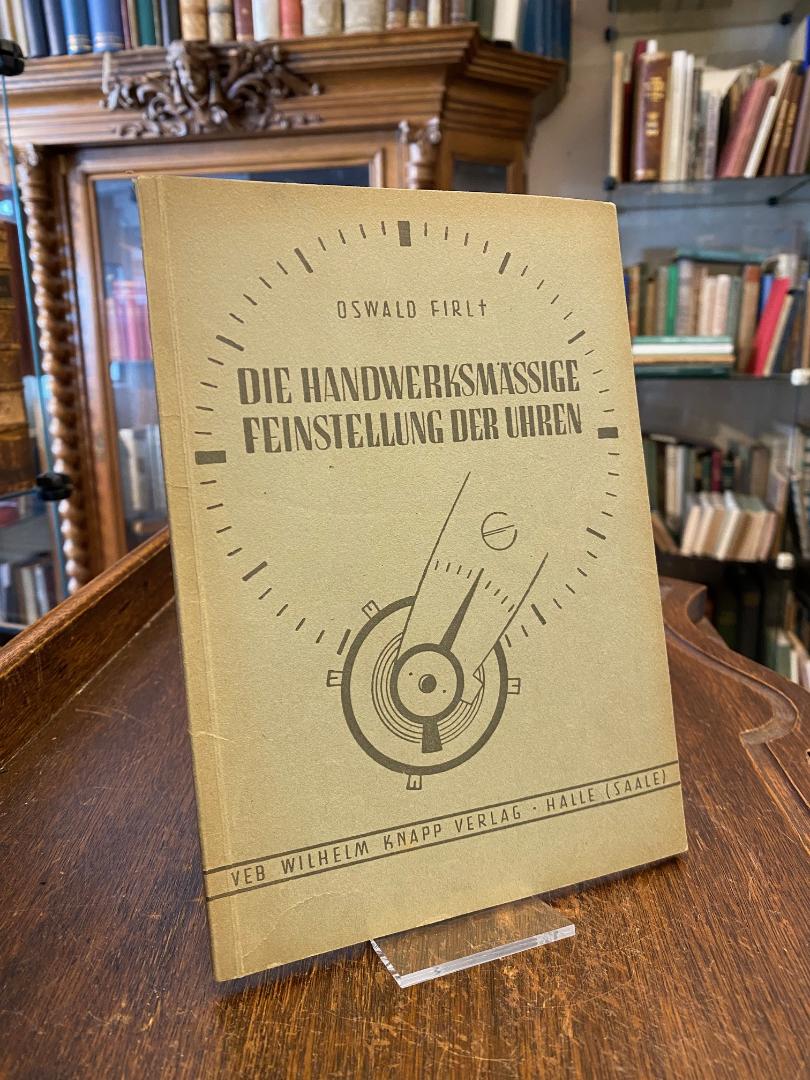 OSWALD FIRL†
DIE HANDWERKSMÄSSIGE
FEINSTELLUNG DER UHREN
VEB WILHELM KNAPP VERLAG · HALLE (SAALE)